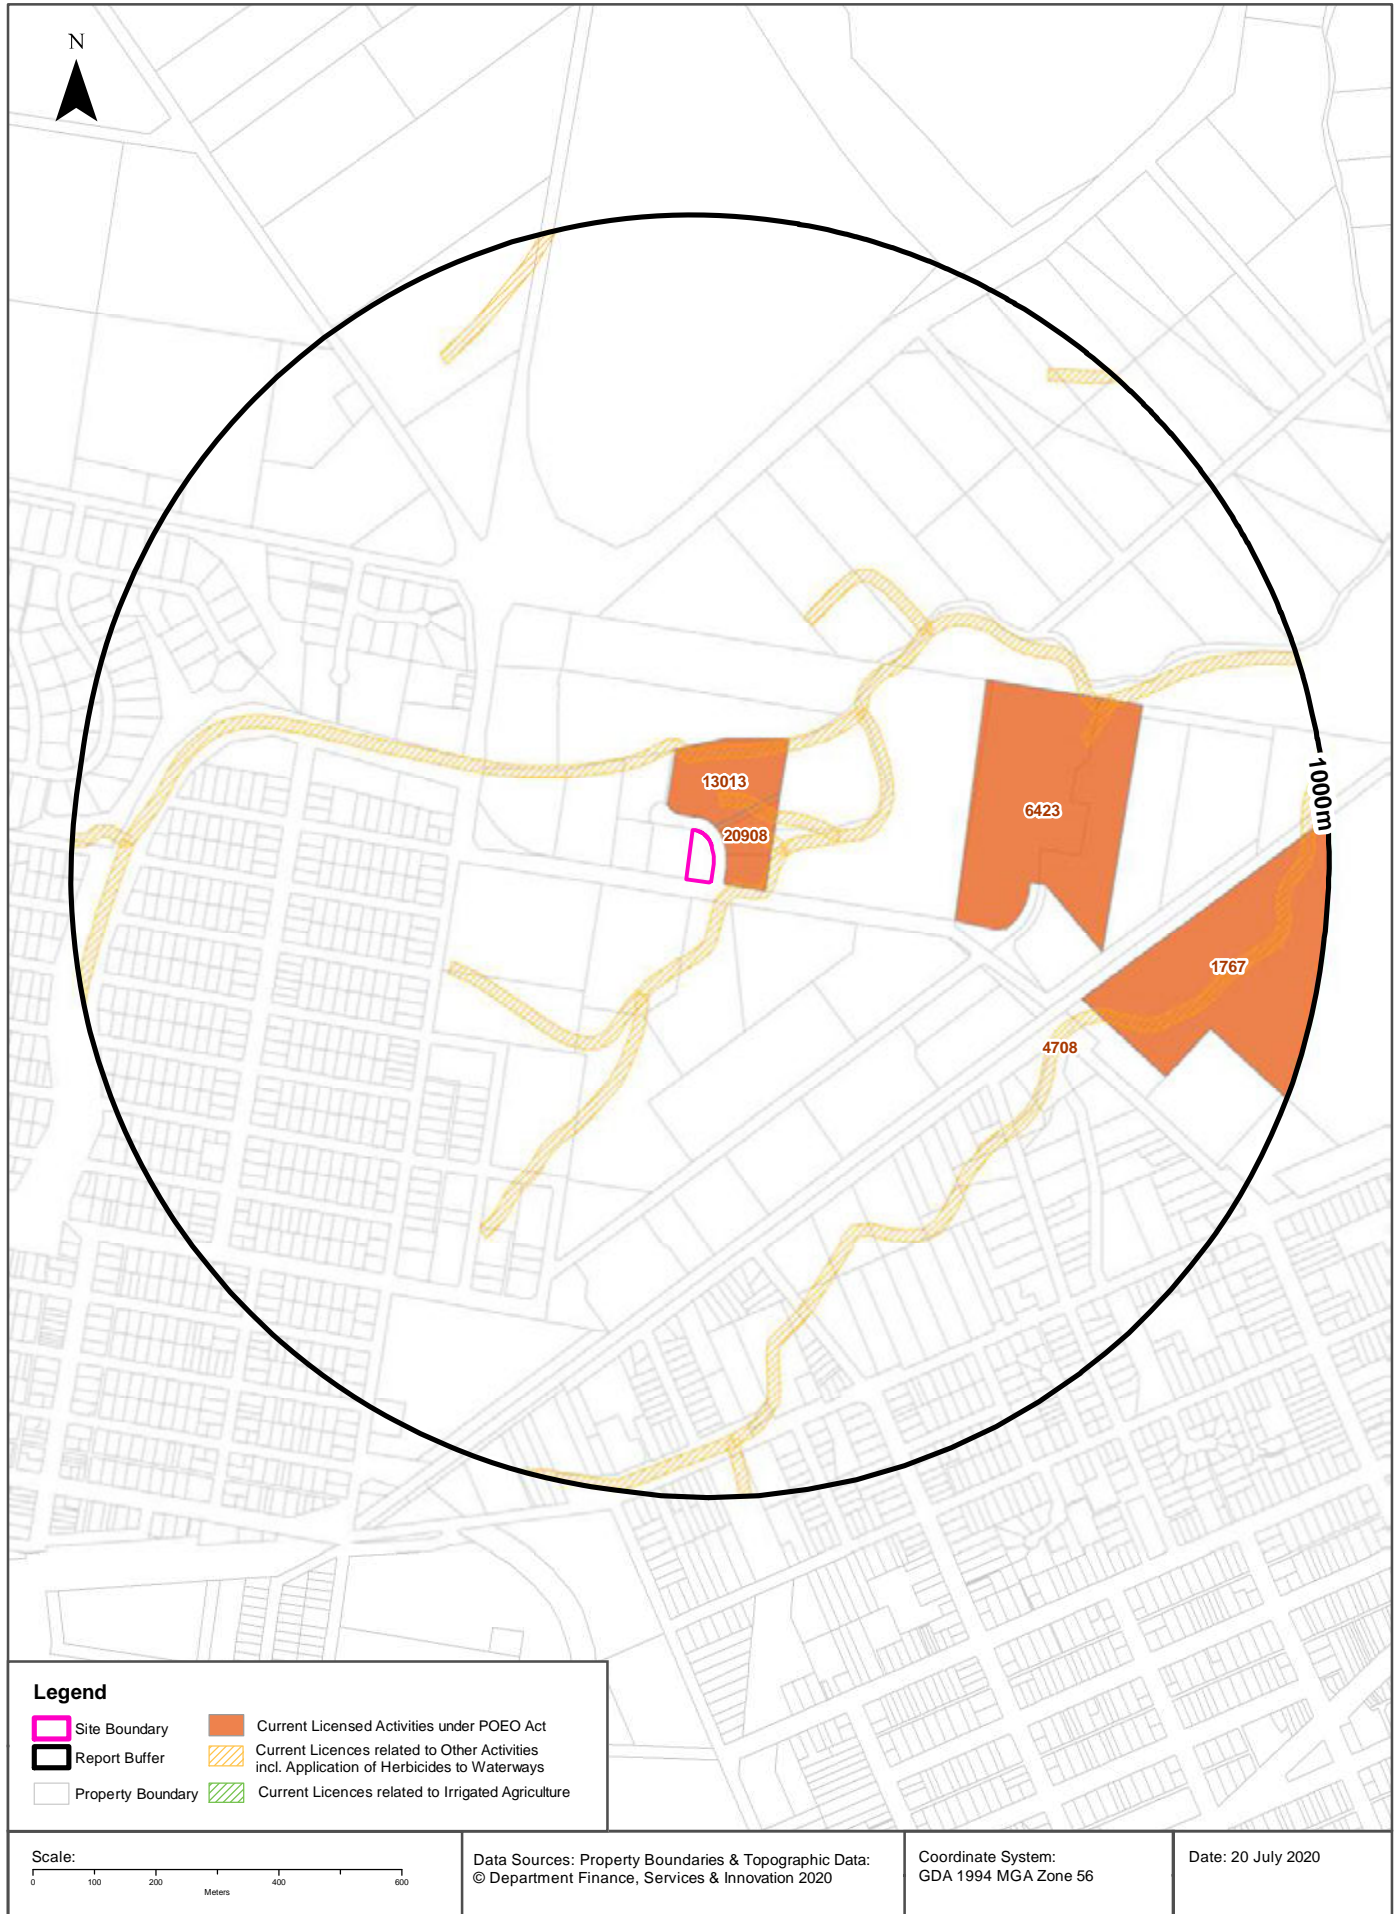 N
1000m
13013
20908
6423
1767
4708
Legend
Site Boundary
Report Buffer
Property Boundary
Current Licensed Activities under POEO Act
Current Licences related to Other Activities
incl. Application of Herbicides to Waterways
Current Licences related to Irrigated Agriculture
Scale:
0 100 200 400 600
Meters
Data Sources: Property Boundaries & Topographic Data:
© Department Finance, Services & Innovation 2020
Coordinate System:
GDA 1994 MGA Zone 56
Date: 20 July 2020